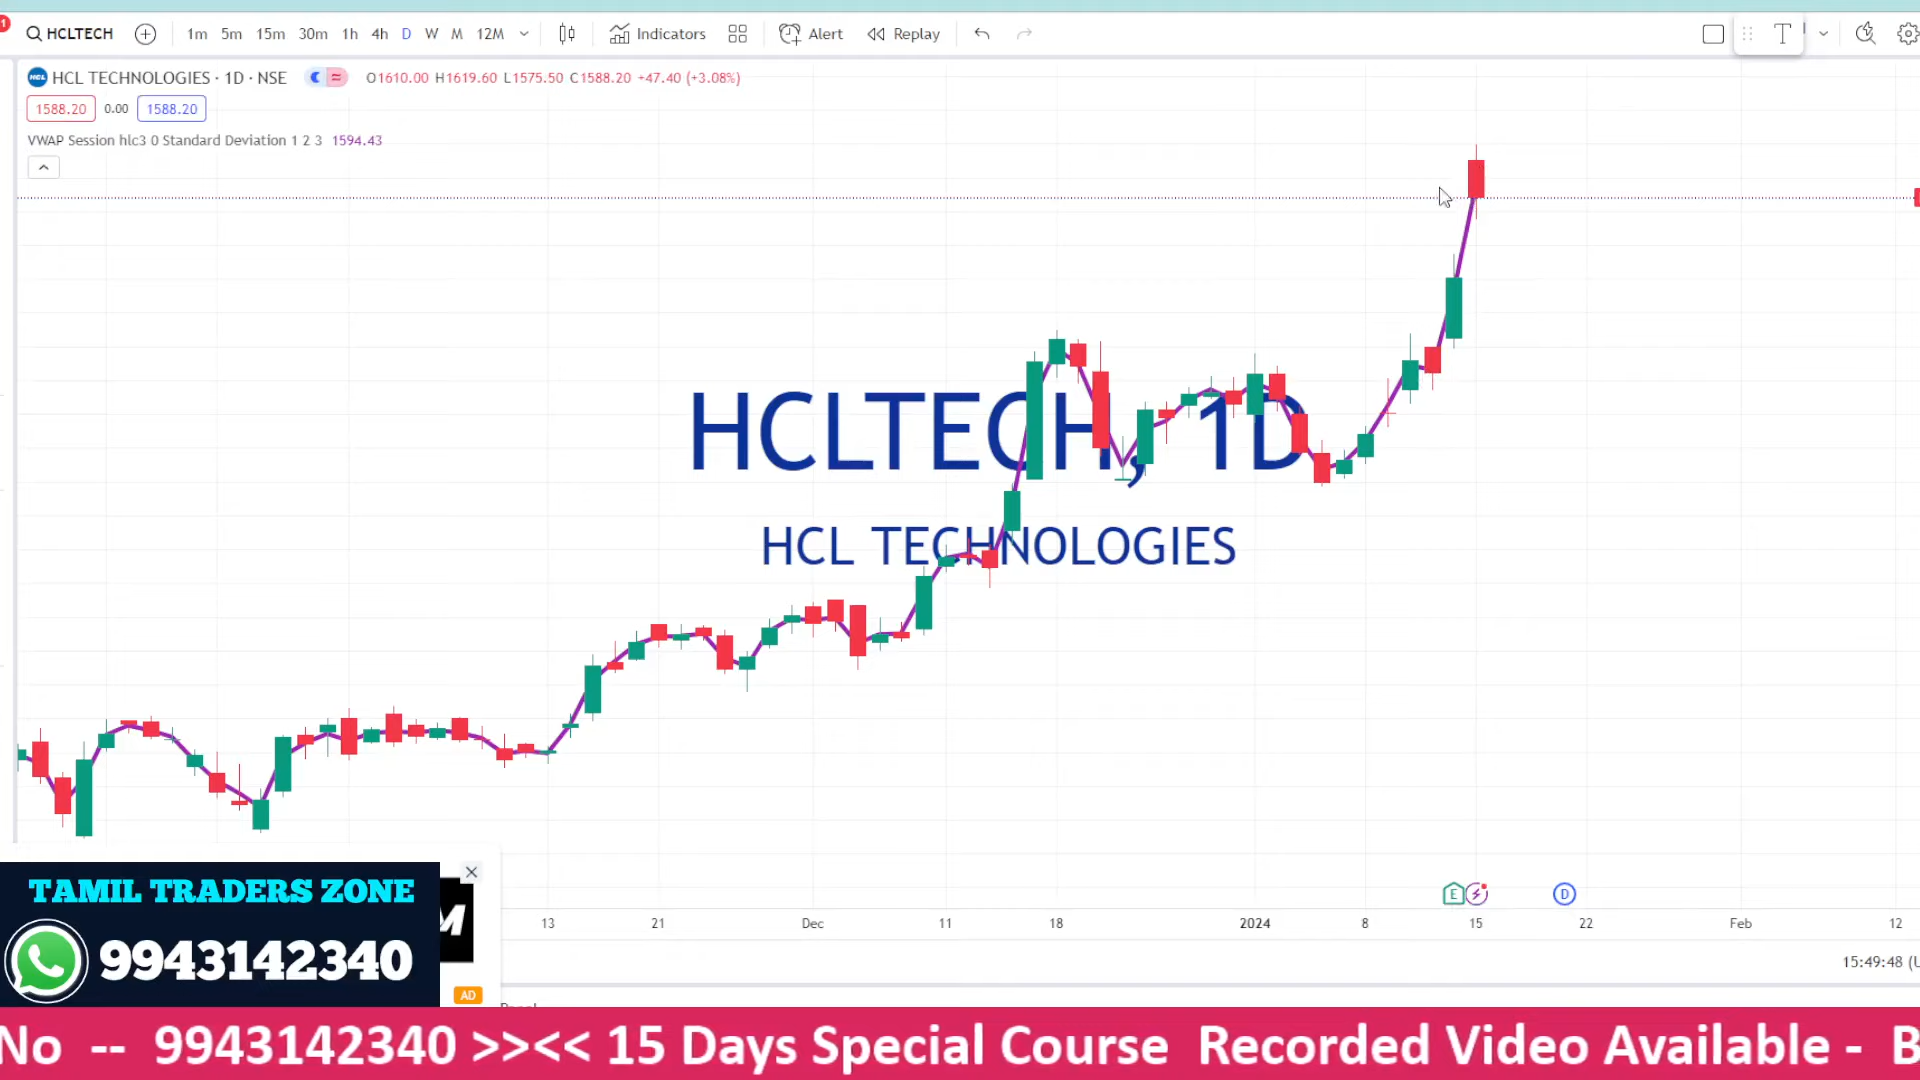 1
HCLTECH 1m 5m 15m 30m 1h 4h D W M 12M Indicators Alert Replay T
HCL HCL TECHNOLOGIES · 1D · NSE O1610.00 H1619.60 L1575.50 C1588.20 +47.40 (+3.08%)
1588.20 0.00 1588.20
VWAP Session hlc3 0 Standard Deviation 1 2 3 1594.43
HCLTECH, 1D
HCL TECHNOLOGIES
E D
13 21 Dec 11 18 2024 8 15 22 Feb 12
15:49:48 (U
TAMIL TRADERS ZONE
9943142340
M
AD
No -- 9943142340 >><< 15 Days Special Course Recorded Video Available - B